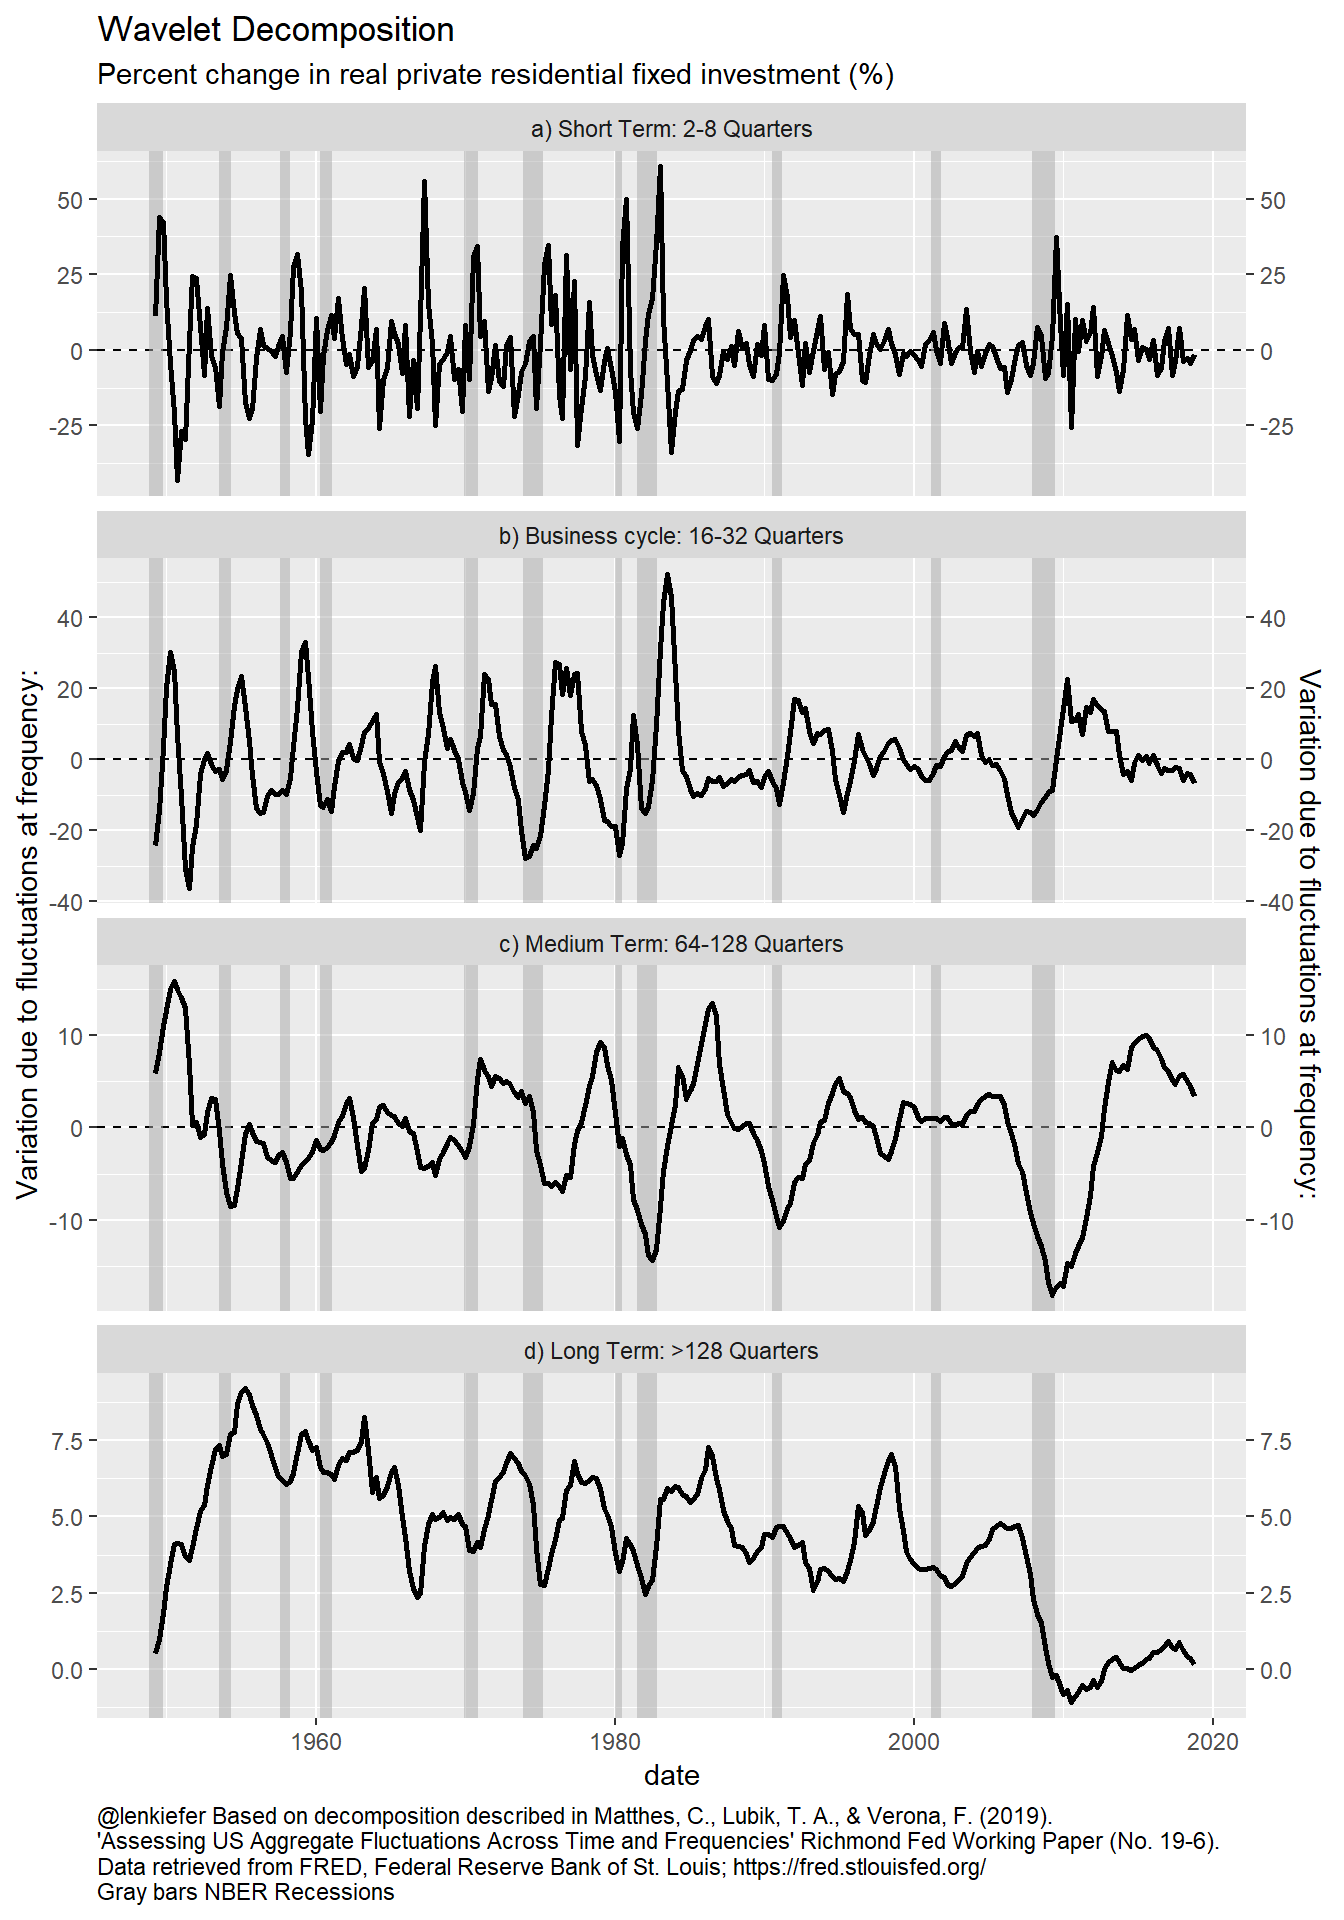 Wavelet Decomposition
Percent change in real private residential fixed investment (%)
a) Short Term: 2-8 Quarters
50
25
0
-25
50
25
0
-25
b) Business cycle: 16-32 Quarters
40
20
0
-20
-40
40
20
0
-20
-40
Variation due to fluctuations at frequency:
Variation due to fluctuations at frequency:
c) Medium Term: 64-128 Quarters
10
0
-10
10
0
-10
d) Long Term: >128 Quarters
7.5
5.0
2.5
0.0
7.5
5.0
2.5
0.0
1960
1980
2000
2020
date
@lenkiefer Based on decomposition described in Matthes, C., Lubik, T. A., & Verona, F. (2019).
'Assessing US Aggregate Fluctuations Across Time and Frequencies' Richmond Fed Working Paper (No. 19-6).
Data retrieved from FRED, Federal Reserve Bank of St. Louis; https://fred.stlouisfed.org/
Gray bars NBER Recessions